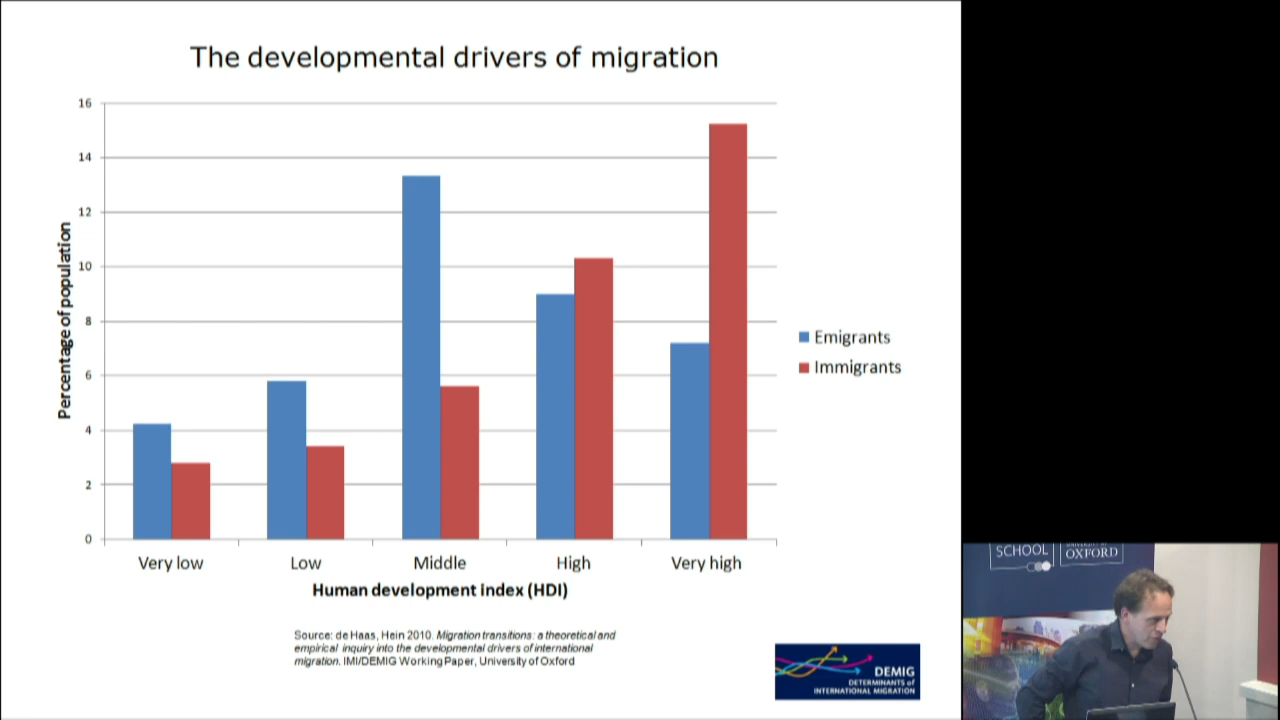 The developmental drivers of migration
16
14
12
10
8
6
4
2
0
Percentage of population
Very low
Low
Middle
High
Very high
Human development index (HDI)
Emigrants
Immigrants
Source: de Haas, Hein 2010. Migration transitions: a theoretical and
empirical inquiry into the developmental drivers of international
migration. IMI/DEMIG Working Paper, University of Oxford
DEMIG
DETERMINANTS of
INTERNATIONAL MIGRATION
SCHOOL
OXFORD